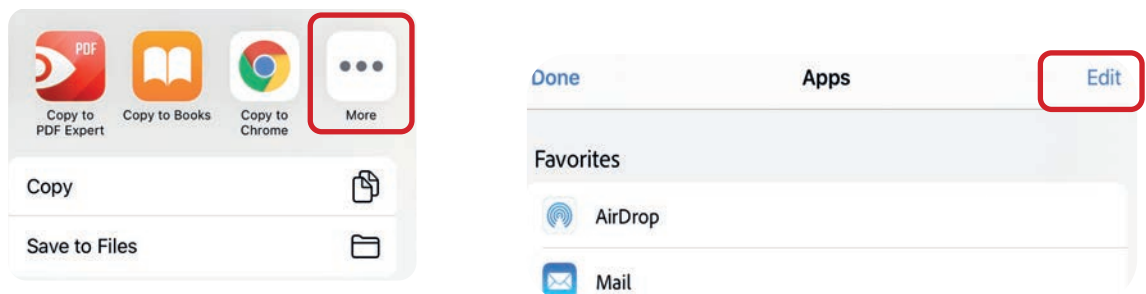 PDF
Copy to
PDF Expert
Copy to Books
Copy to
Chrome
More
Copy
Save to Files
Done
Apps
Edit
Favorites
AirDrop
Mail